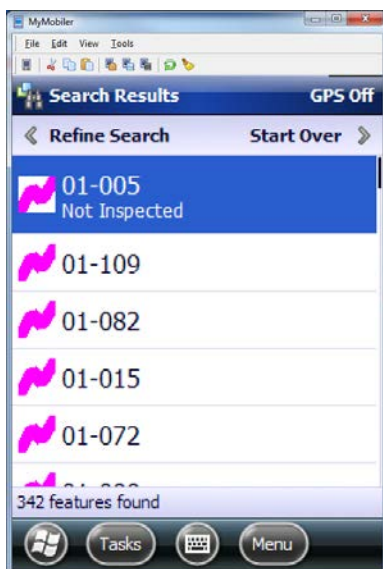 MyMobiler
File Edit View Tools
Search Results GPS Off
Refine Search Start Over
01-005
Not Inspected
01-109
01-082
01-015
01-072
342 features found
Tasks Menu